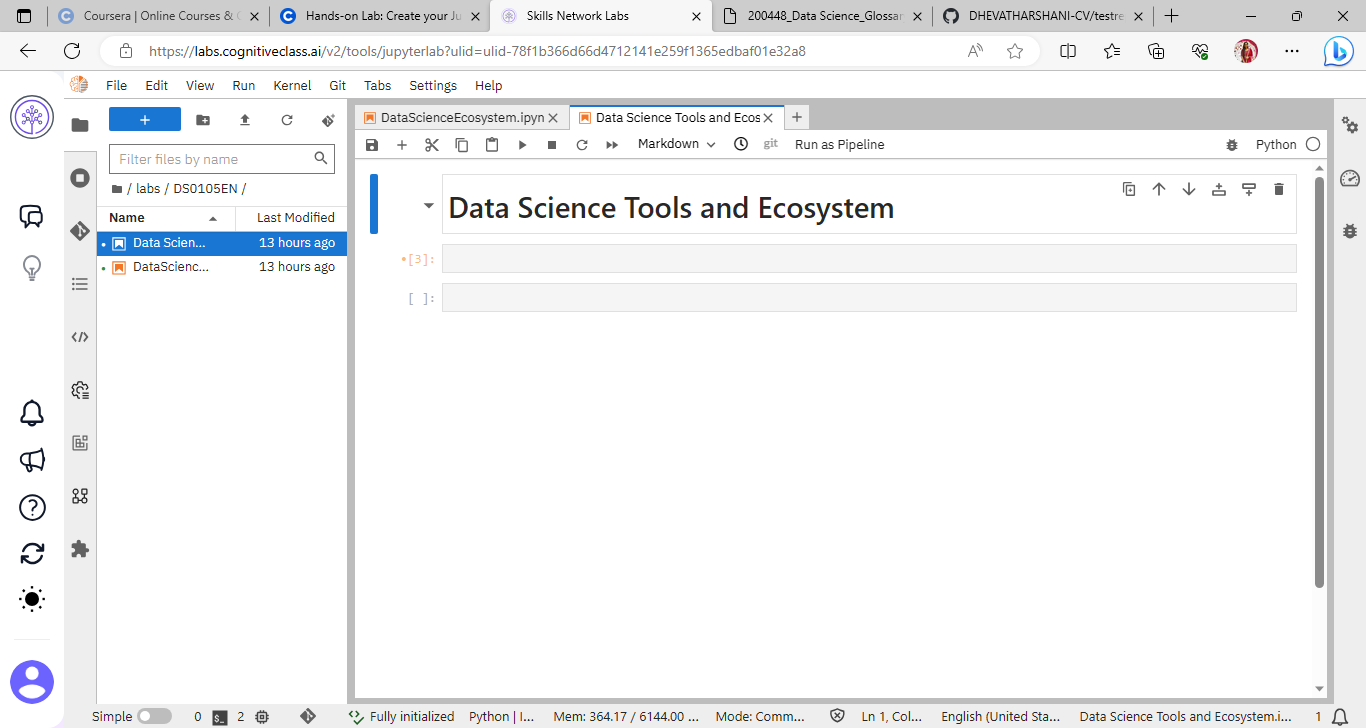 Coursera | Online Courses & C
Hands-on Lab: Create your Ju
Skills Network Labs
200448_Data Science_Glossar
DHEVATHARSHANI-CV/testre
https://labs.cognitiveclass.ai/v2/tools/jupyterlab?ulid=ulid-78f1b366d66d4712141e259f1365edbaf01e32a8
File Edit View Run Kernel Git Tabs Settings Help
DataScienceEcosystem.ipyn
Data Science Tools and Ecos
Markdown
git
Run as Pipeline
Python
Filter files by name
/ labs / DS0105EN /
Name Last Modified
Data Scien... 13 hours ago
DataScienc... 13 hours ago
Data Science Tools and Ecosystem
[3]:
[ ]:
Simple 0 $_ 2 Fully initialized Python | I... Mem: 364.17 / 6144.00 ... Mode: Comm... Ln 1, Col... English (United Sta... Data Science Tools and Ecosystem.i... 1